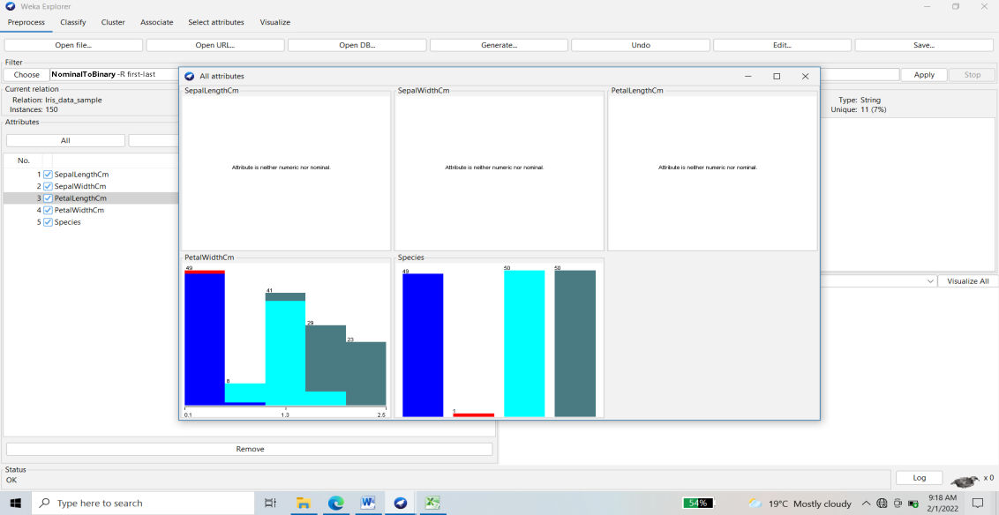 Weka Explorer
Preprocess Classify Cluster Associate Select attributes Visualize
Open file... Open URL... Open DB... Generate... Undo Edit... Save...
Filter
Choose NominalToBinary -R first-last Apply Stop
Current relation
Relation: Iris_data_sample
Instances: 150
Attributes
All
No.
1 SepalLengthCm
2 SepalWidthCm
3 PetalLengthCm
4 PetalWidthCm
5 Species
Remove
All attributes
SepalLengthCm SepalWidthCm PetalLengthCm
Attribute is neither numeric nor nominal. Attribute is neither numeric nor nominal. Attribute is neither numeric nor nominal.
PetalWidthCm
49
8
41
29
23
0.1 1.3 2.5
Species
49
1
50
50
Type: String
Unique: 11 (7%)
Visualize All
Status
OK
Log x 0
Type here to search
54%
19°C Mostly cloudy
9:18 AM
2/1/2022